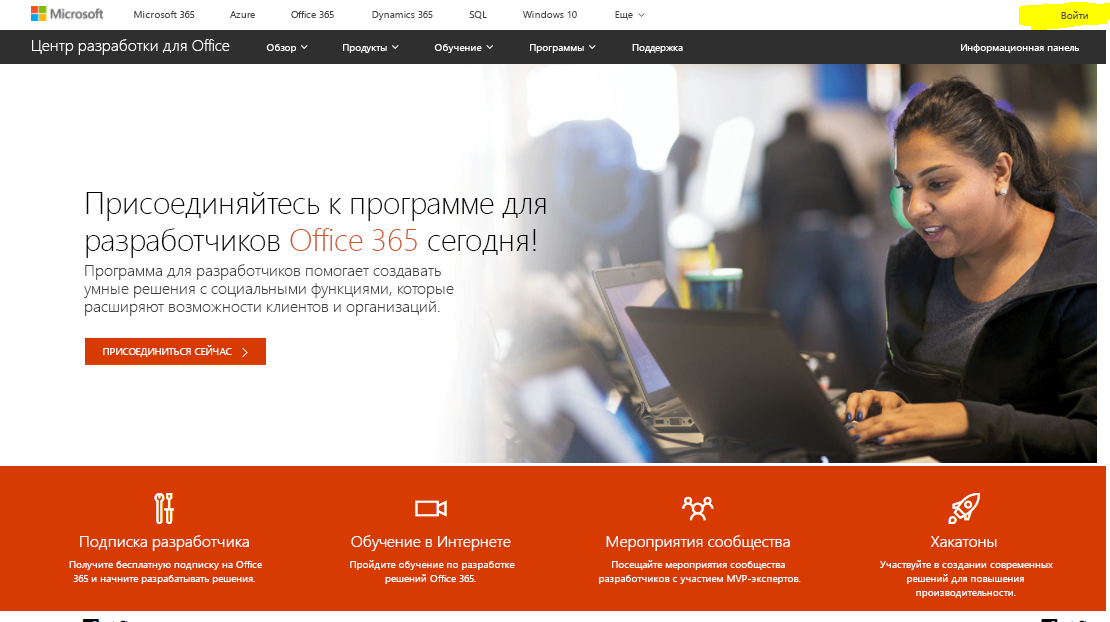 Microsoft
Microsoft 365
Azure
Office 365
Dynamics 365
SQL
Windows 10
Еще
Войти
Центр разработки для Office
Обзор
Продукты
Обучение
Программы
Поддержка
Информационная панель
Присоединяйтесь к программе для
разработчиков Office 365 сегодня!
Программа для разработчиков помогает создавать
умные решения с социальными функциями, которые
расширяют возможности клиентов и организаций.
ПРИСОЕДИНИТЬСЯ СЕЙЧАС
Подписка разработчика
Получите бесплатную подписку на Office
365 и начните разрабатывать решения.
Обучение в Интернете
Пройдите обучение по разработке
решений Office 365.
Мероприятия сообщества
Посещайте мероприятия сообщества
разработчиков с участием MVP-экспертов.
Хакатоны
Участвуйте в создании современных
решений для повышения
производительности.